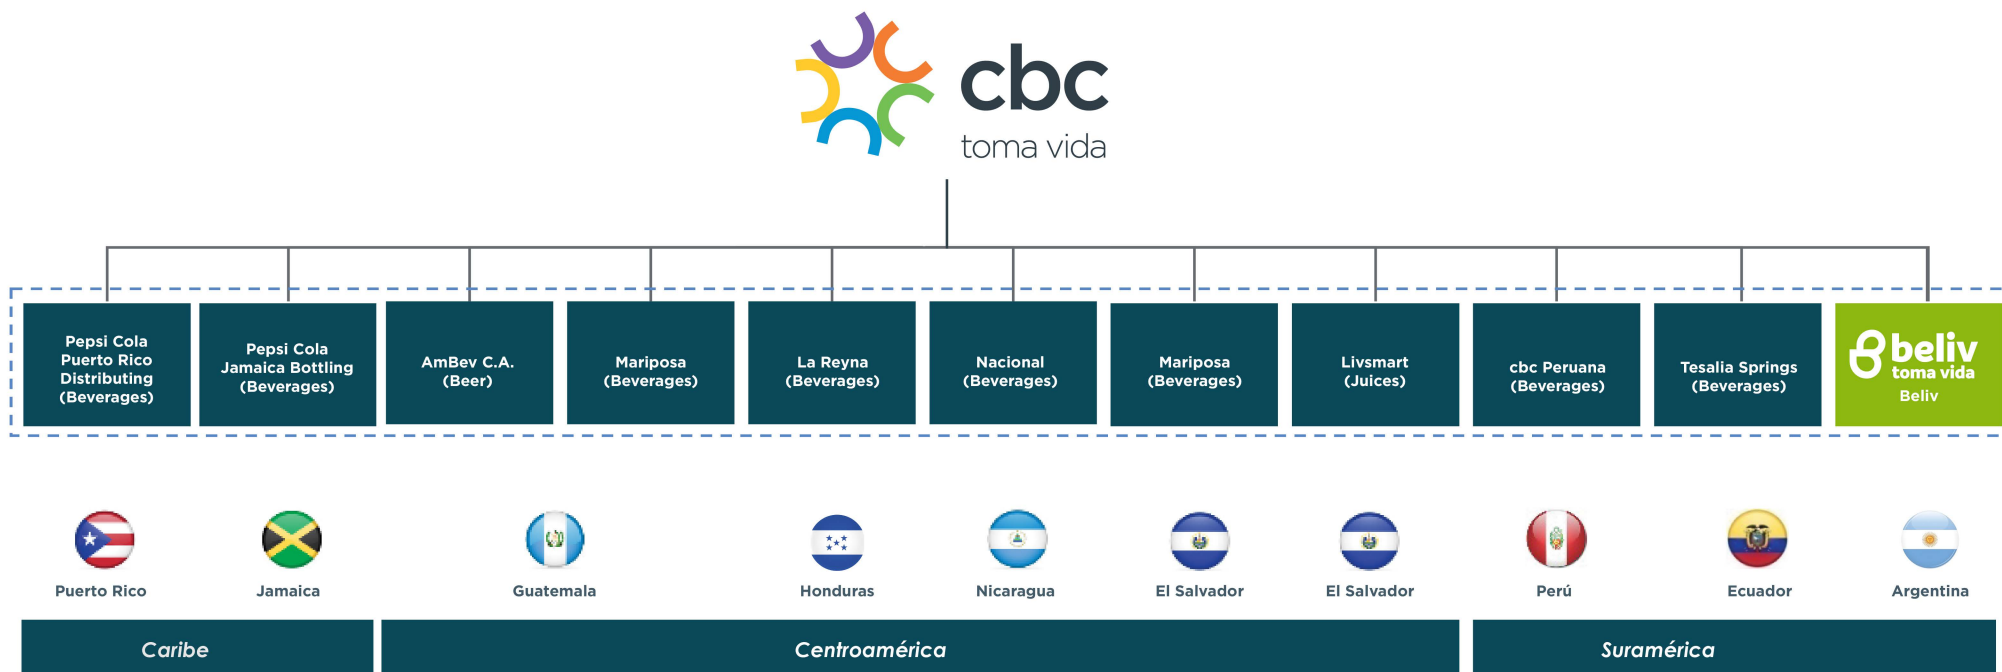 cbc
toma vida
Pepsi Cola
Puerto Rico
Distributing
(Beverages)
Pepsi Cola
Jamaica Bottling
(Beverages)
AmBev C.A.
(Beer)
Mariposa
(Beverages)
La Reyna
(Beverages)
Nacional
(Beverages)
Mariposa
(Beverages)
Livsmart
(Juices)
cbc Peruana
(Beverages)
Tesalia Springs
(Beverages)
beliv
toma vida
Beliv
Puerto Rico
Jamaica
Guatemala
Honduras
Nicaragua
El Salvador
El Salvador
Perú
Ecuador
Argentina
Caribe
Centroamérica
Suramérica